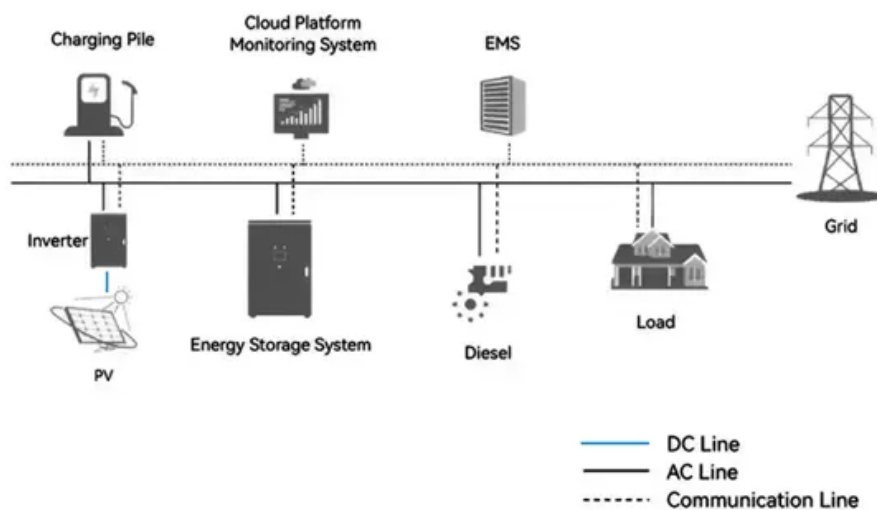 Charging Pile
Cloud Platform
Monitoring System
EMS
Grid
Inverter
PV
Energy Storage System
Diesel
Load
DC Line
AC Line
Communication Line